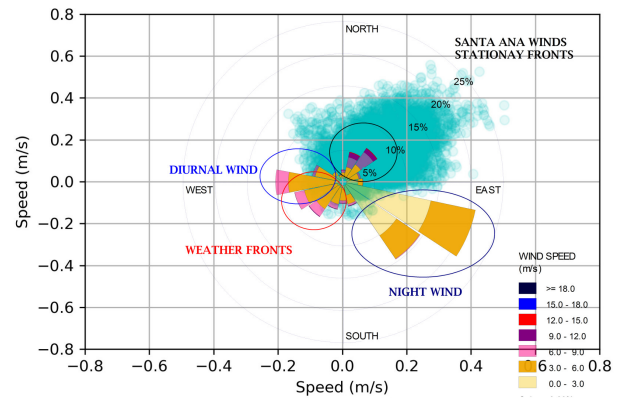 0.8
NORTH
SANTA ANA WINDS
STATIONAY FRONTS
0.6
25%
0.4
20%
15%
0.2
10%
DIURNAL WIND
5%
0.0
WEST
EAST
−0.2
WEATHER FRONTS
−0.4
WIND SPEED
(m/s)
NIGHT WIND
>= 18.0
−0.6
15.0 - 18.0
12.0 - 15.0
9.0 - 12.0
SOUTH
6.0 - 9.0
3.0 - 6.0
−0.8
0.0 - 3.0
−0.8 −0.6 −0.4 −0.2 0.0 0.2 0.4 0.6 0.8
Speed (m/s)
Speed (m/s)